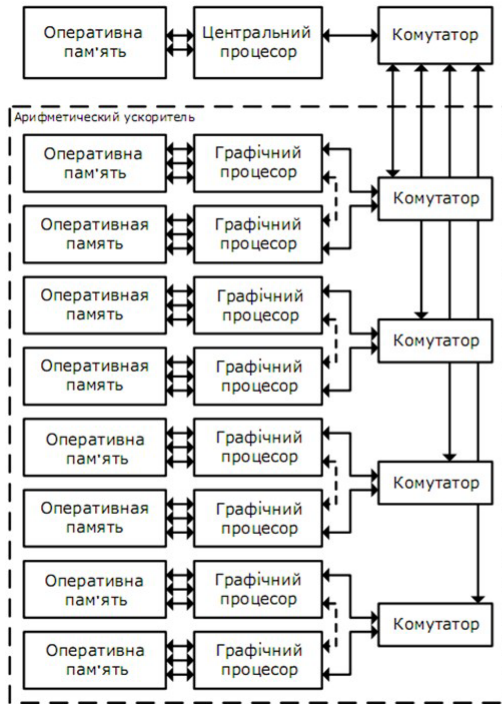 Оперативна
пам'ять
Центральний
процесор
Комутатор
Арифметический ускоритель
Оперативна
пам'ять
Графічний
процесор
Комутатор
Оперативная
память
Графічний
процесор
Оперативная
память
Графічний
процесор
Комутатор
Оперативная
память
Графічний
процесор
Оперативна
пам'ять
Графічний
процесор
Комутатор
Оперативная
память
Графічний
процесор
Оперативна
пам'ять
Графічний
процесор
Комутатор
Оперативна
пам'ять
Графічний
процесор